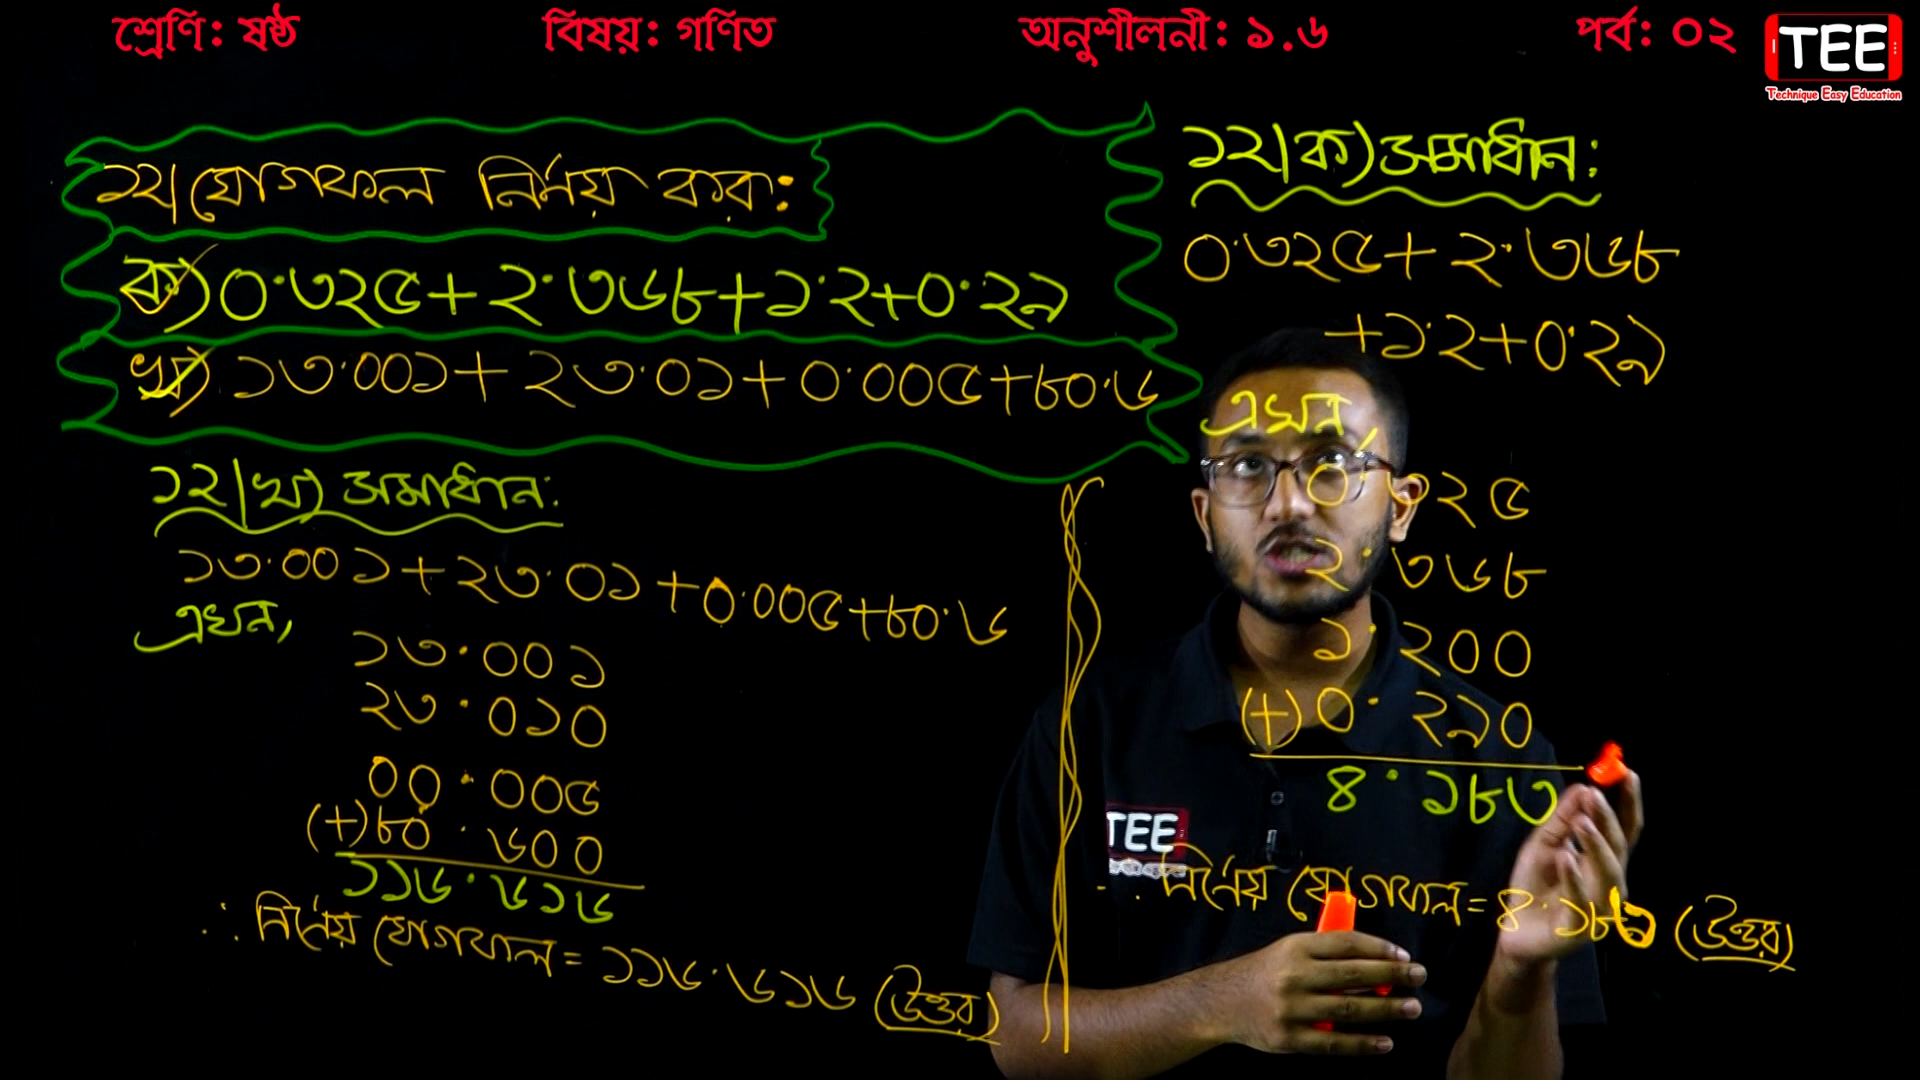 শ্রেণি: ষষ্ঠ বিষয়: গণিত অনুশীলনী: ১.৬ পর্ব: ০২
TEE
Technique Easy Education
১২|যোগফল নির্ণয় কর:
ক) ০.৩২৫+২.৩৬৮+১.২+০.২৯
খ) ১৩.০০১+২৩.০১+০.০০৫+৮০.৬
১২|(খ) সমাধান:
১৩.০০১+২৩.০১+০.০০৫+৮০.৬
এখন,
১৩.০০১
২৩.০১০
০০.০০৫
(+)৮০.৬০০
১১৬.৬১৬
∴ নির্ণেয় যোগফল = ১১৬.৬১৬ (উত্তর)
১২|(ক) সমাধান:
০.৩২৫+২.৩৬৮
+১.২+০.২৯
এখন,
০.৩২৫
২.৩৬৮
১.২০০
(+)০.২৯০
৪.১৮৩
∴ নির্ণেয় যোগফল = ৪.১৮৩ (উত্তর)
TEE